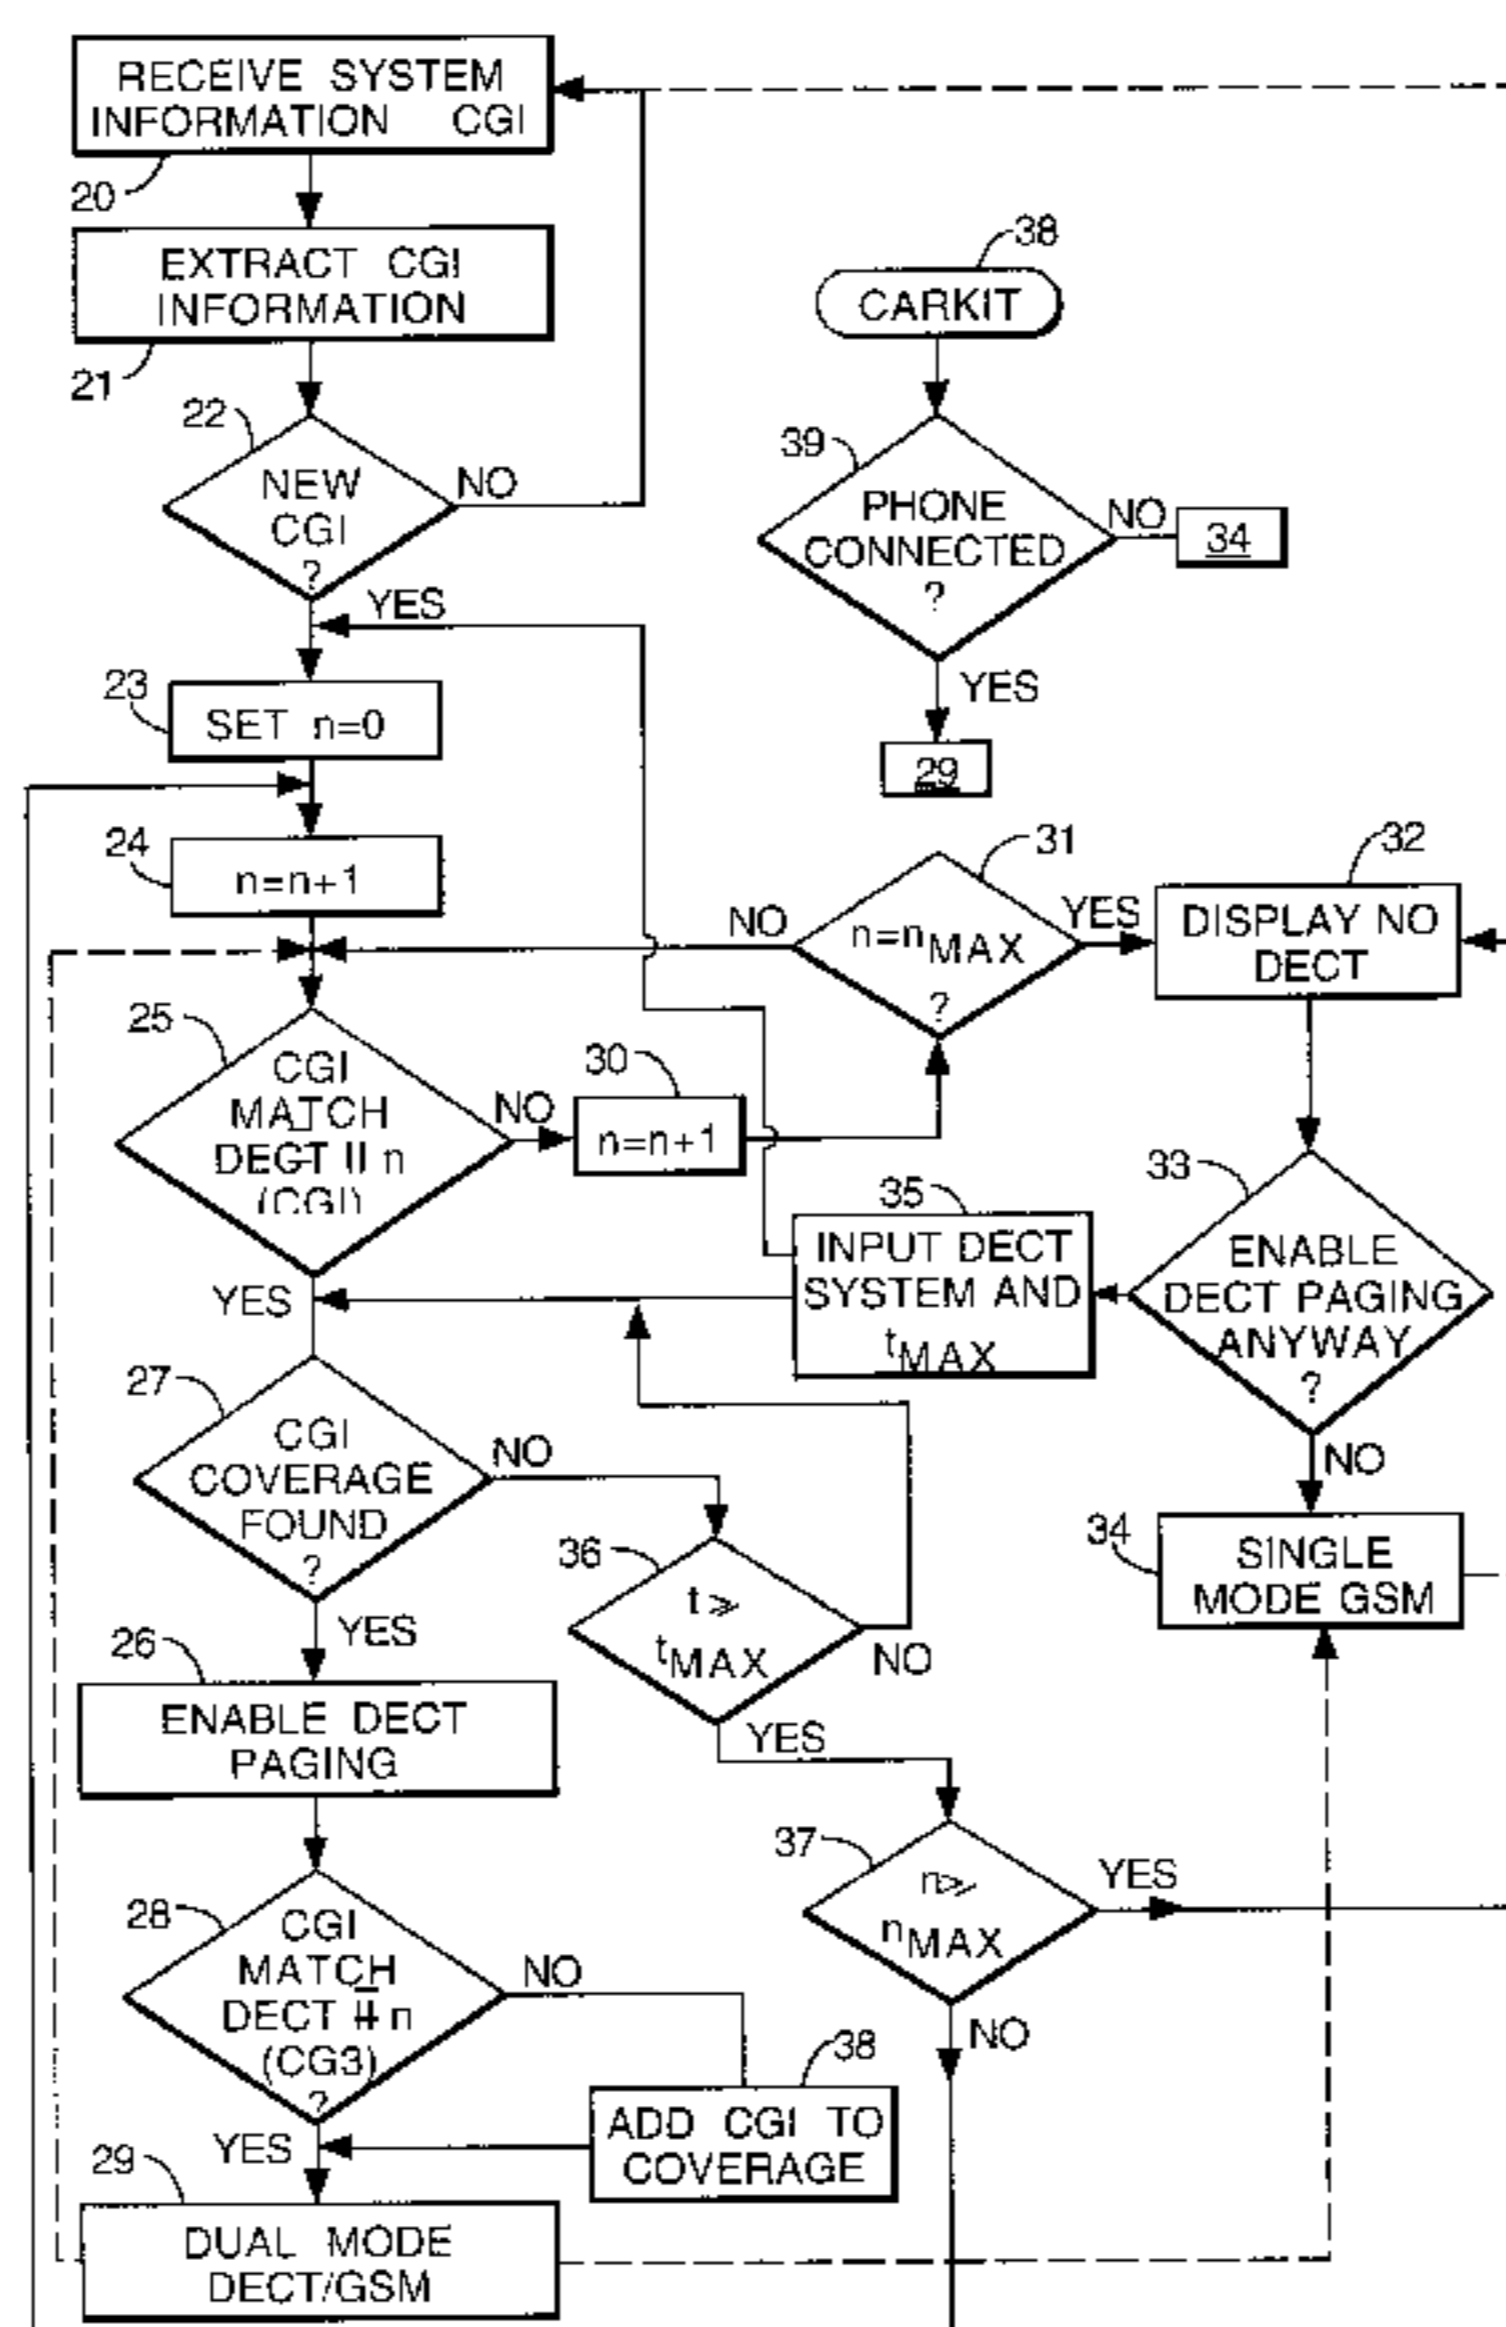 RECEIVE SYSTEM
INFORMATION CGI
20
EXTRACT CGI
INFORMATION
21
22
NEW
CGI
?
NO
YES
23
SET n=0
24
n=n+1
38
CARKIT
39
PHONE
CONNECTED
?
NO
34
YES
29
25
CGI
MATCH
DECT || n
(CGI)
NO
YES
30
n=n+1
31
n=nMAX
?
NO
YES
32
DISPLAY NO
DECT
33
ENABLE
DECT PAGING
ANYWAY
?
NO
34
SINGLE
MODE GSM
35
INPUT DECT
SYSTEM AND
tMAX
27
CGI
COVERAGE
FOUND
?
NO
YES
36
t⩾
tMAX
NO
YES
26
ENABLE DECT
PAGING
37
n⩾
nMAX
YES
NO
28
CGI
MATCH
DECT # n
(CG3)
?
NO
YES
38
ADD CGI TO
COVERAGE
29
DUAL MODE
DECT/GSM